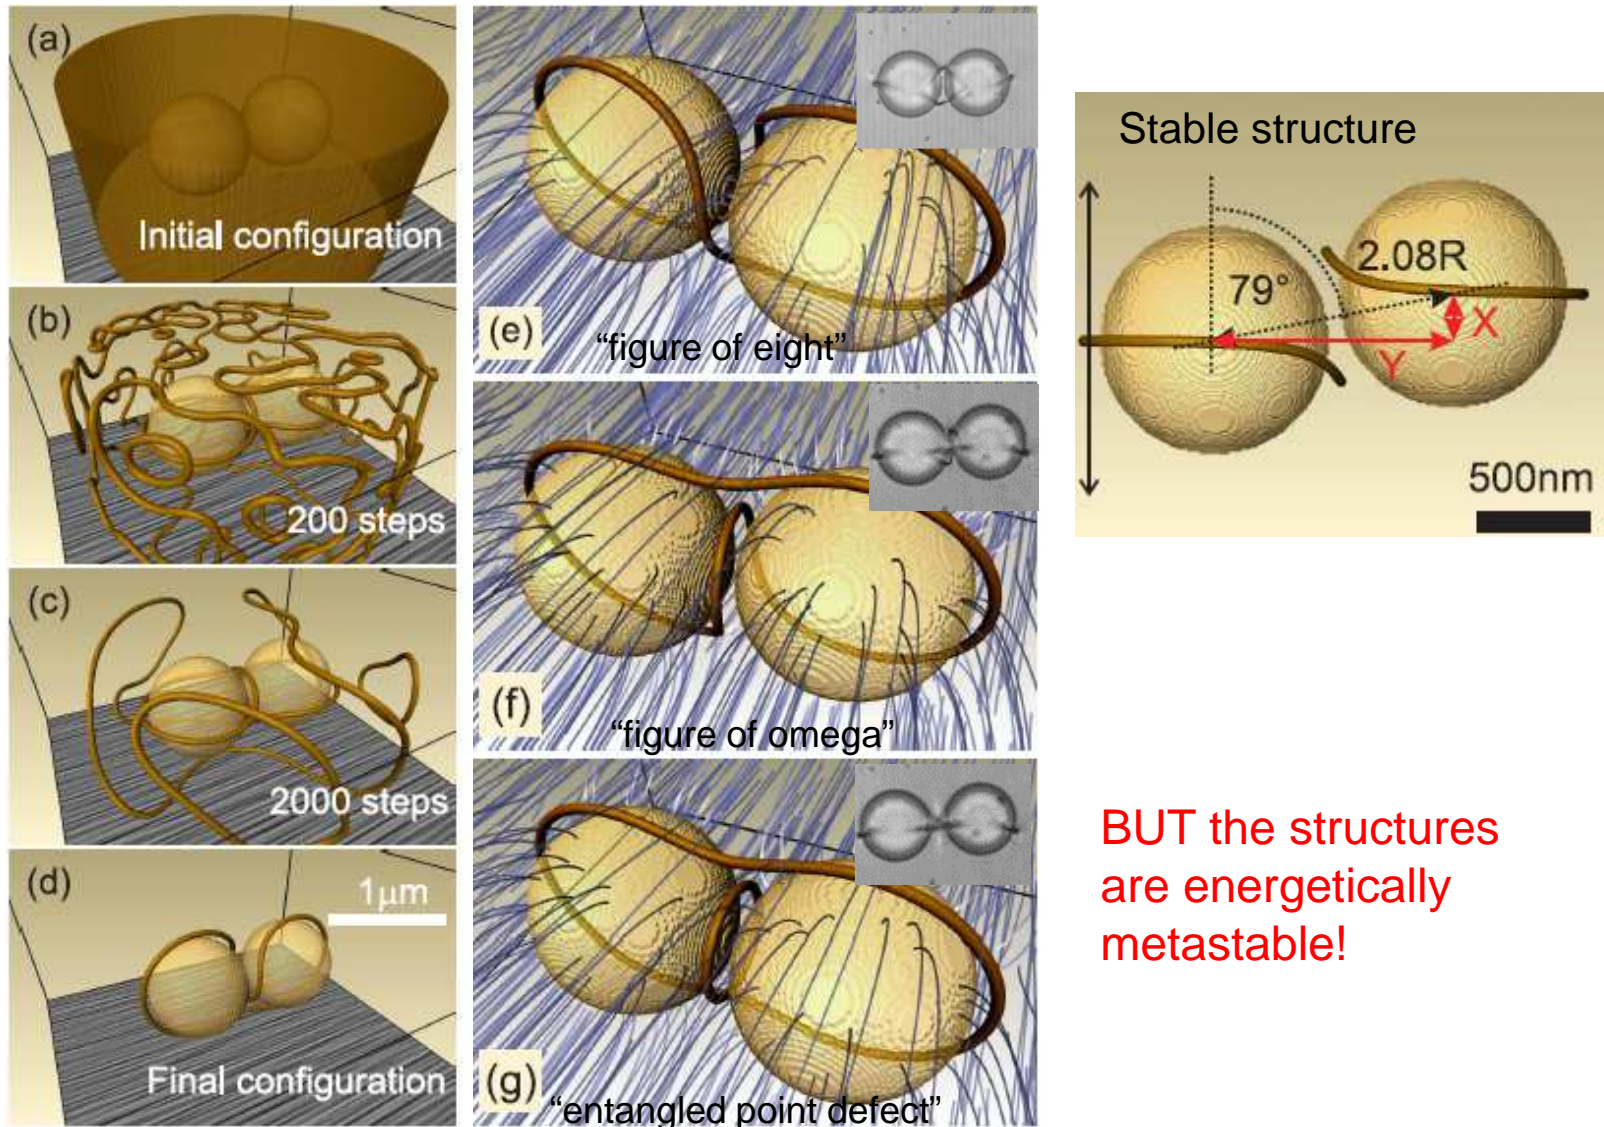 (a)
Initial configuration
(b)
200 steps
(c)
2000 steps
(d)
1μm
Final configuration
(e)
“figure of eight”
(f)
“figure of omega”
(g)
“entangled point defect”
Stable structure
2.08R
79°
X
Y
500nm
BUT the structures
are energetically
metastable!